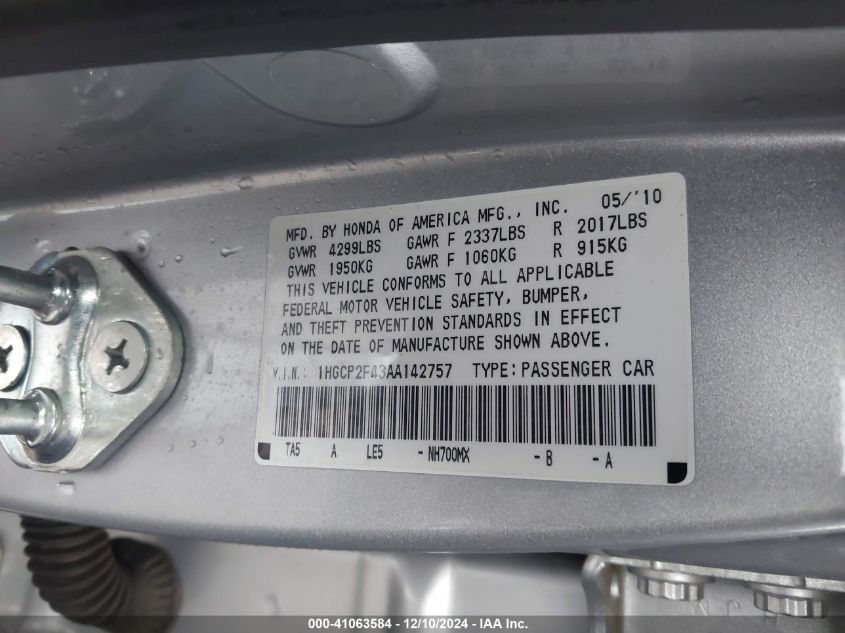 MFD. BY HONDA OF AMERICA MFG., INC. 05/'10
GVWR 4299LBS GAWR F 2337LBS R 2017LBS
GVWR 1950KG GAWR F 1060KG R 915KG
THIS VEHICLE CONFORMS TO ALL APPLICABLE
FEDERAL MOTOR VEHICLE SAFETY, BUMPER,
AND THEFT PREVENTION STANDARDS IN EFFECT
ON THE DATE OF MANUFACTURE SHOWN ABOVE.
V.I.N.: 1HGCP2F43AA142757 TYPE: PASSENGER CAR
TA5 A LE5 - NH700MX - B - A
000-41063584 — 12/10/2024 — IAA Inc.